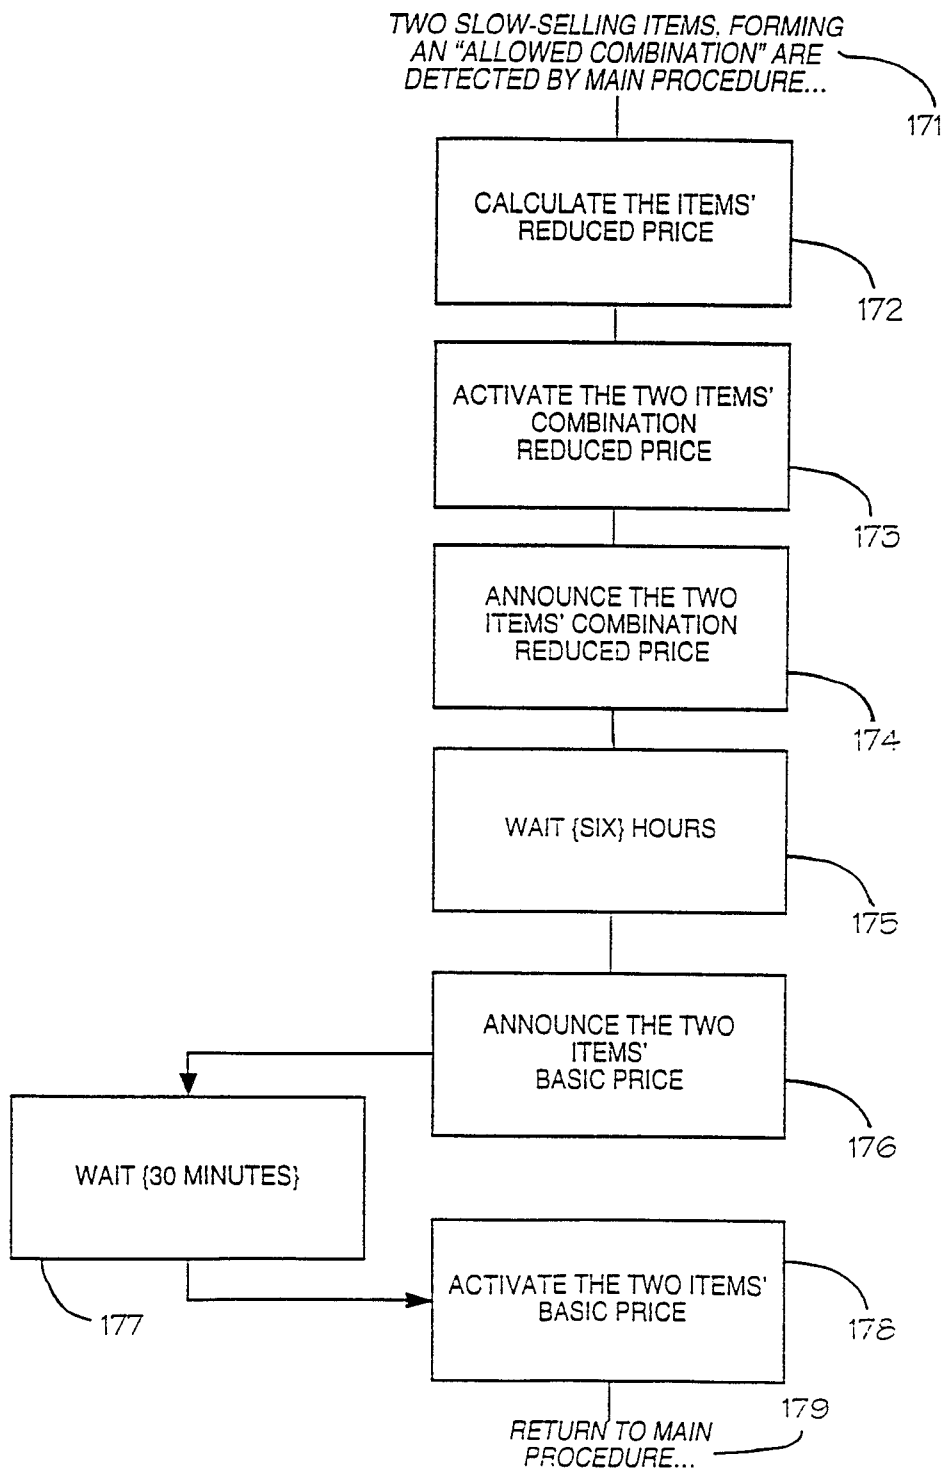 TWO SLOW-SELLING ITEMS, FORMING
AN "ALLOWED COMBINATION" ARE
DETECTED BY MAIN PROCEDURE...
171
CALCULATE THE ITEMS'
REDUCED PRICE
172
ACTIVATE THE TWO ITEMS'
COMBINATION
REDUCED PRICE
173
ANNOUNCE THE TWO
ITEMS' COMBINATION
REDUCED PRICE
174
WAIT {SIX} HOURS
175
ANNOUNCE THE TWO
ITEMS'
BASIC PRICE
176
WAIT {30 MINUTES}
177
ACTIVATE THE TWO ITEMS'
BASIC PRICE
178
179
RETURN TO MAIN
PROCEDURE...